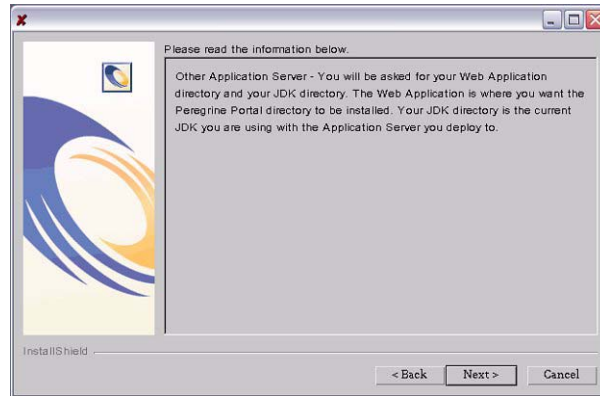 Please read the information below.
Other Application Server - You will be asked for your Web Application
directory and your JDK directory. The Web Application is where you want the
Peregrine Portal directory to be installed. Your JDK directory is the current
JDK you are using with the Application Server you deploy to.
InstallShield
< Back
Next >
Cancel